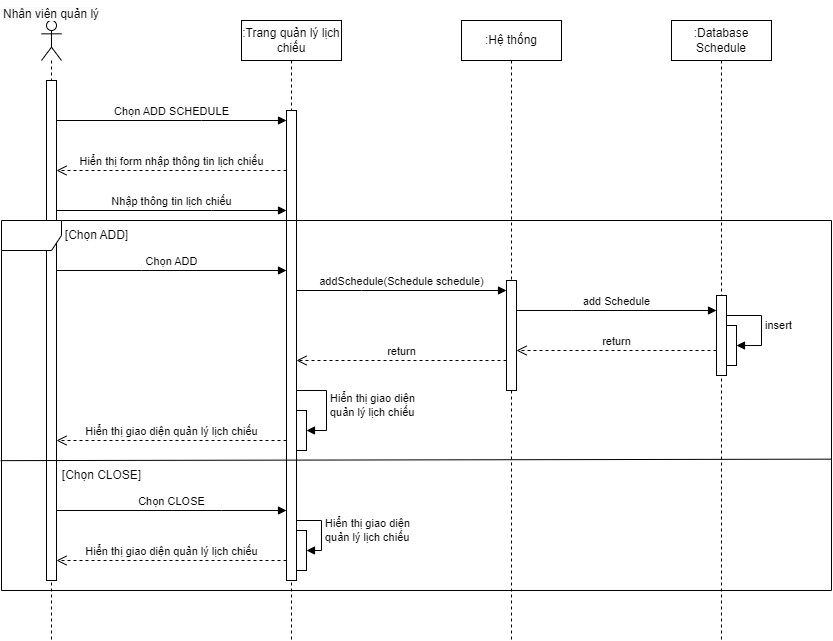 Nhân viên quản lý
:Trang quản lý lịch
chiếu
:Hệ thống
:Database
Schedule
Chọn ADD SCHEDULE
Hiển thị form nhập thông tin lịch chiếu
Nhập thông tin lịch chiếu
[Chọn ADD]
Chọn ADD
addSchedule(Schedule schedule)
add Schedule
insert
return
return
Hiển thị giao diện
quản lý lịch chiếu
Hiển thị giao diện quản lý lịch chiếu
[Chọn CLOSE]
Chọn CLOSE
Hiển thị giao diện
quản lý lịch chiếu
Hiển thị giao diện quản lý lịch chiếu